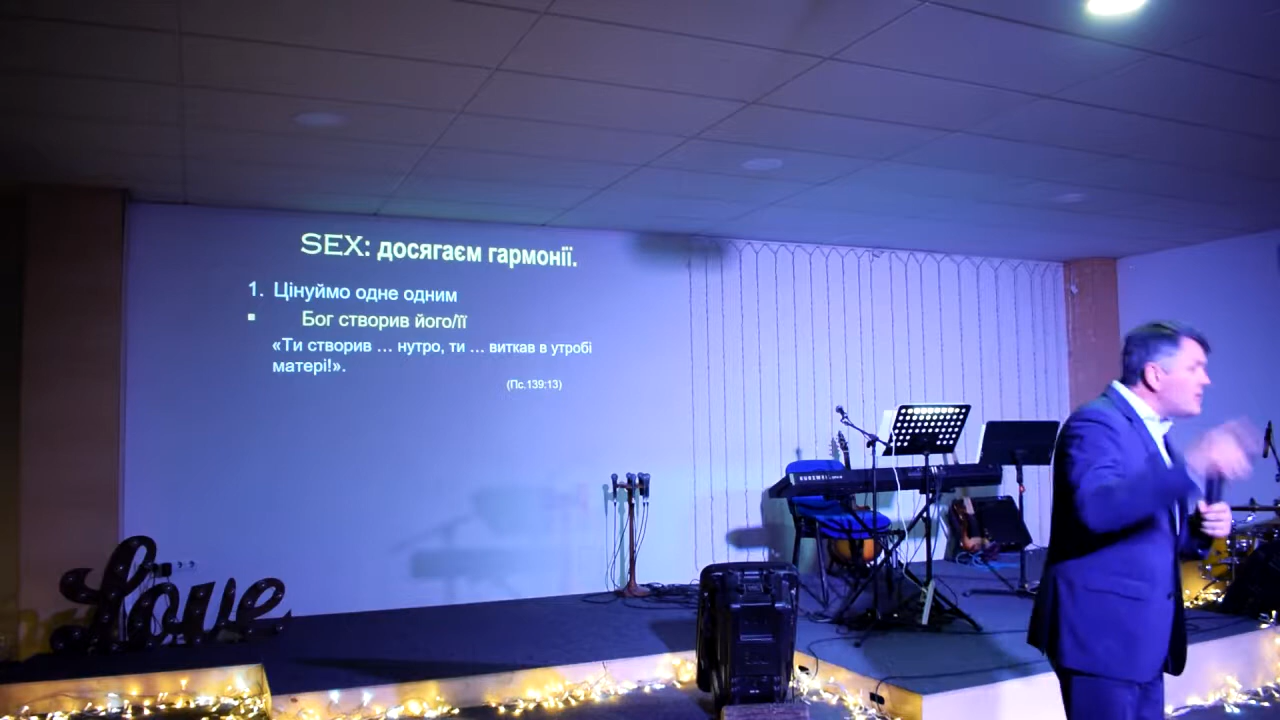 SEX: досягаєм гармонії.
1. Цінуймо одне одним
▪ Бог створив його/її
«Ти створив … нутро, ти … виткав в утробі
матері!».
(Пс.139:13)
KURZWEIL
Love